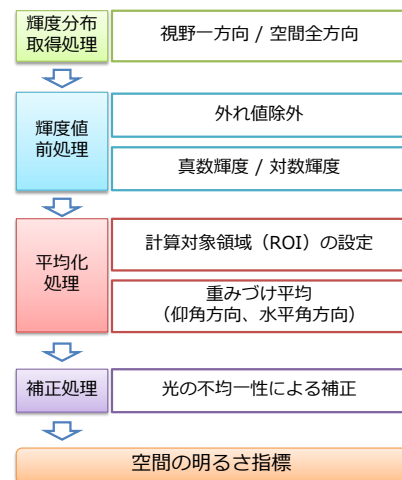 輝度分布
取得処理
視野一方向 / 空間全方向
輝度値
前処理
外れ値除外
真数輝度 / 対数輝度
平均化
処理
計算対象領域（ROI）の設定
重みづけ平均
（仰角方向、水平角方向）
補正処理
光の不均一性による補正
空間の明るさ指標